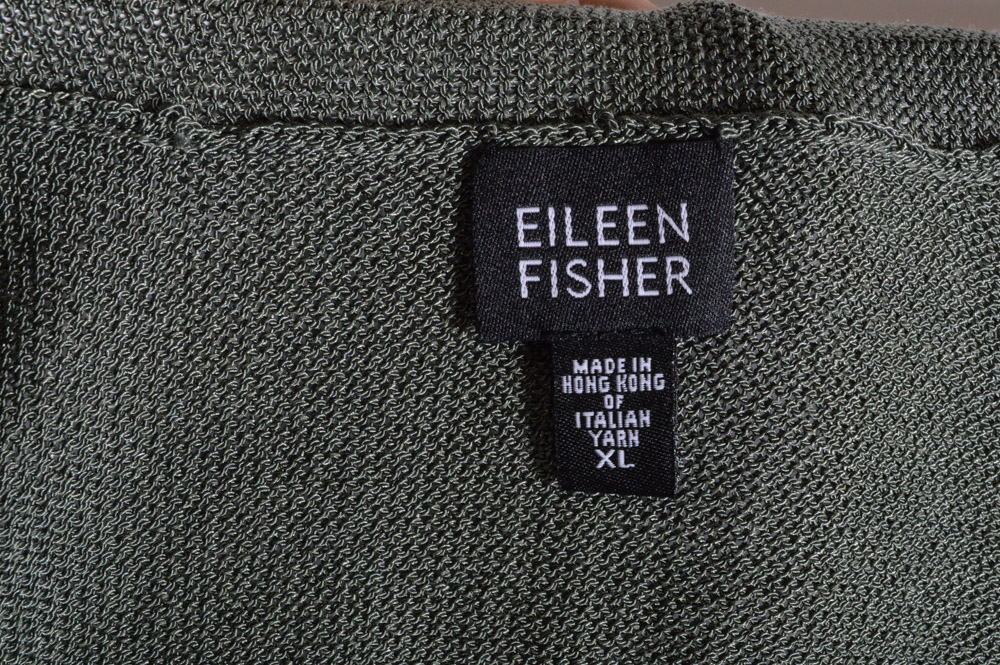 EILEEN
FISHER
MADE IN
HONG KONG
OF
ITALIAN
YARN
XL